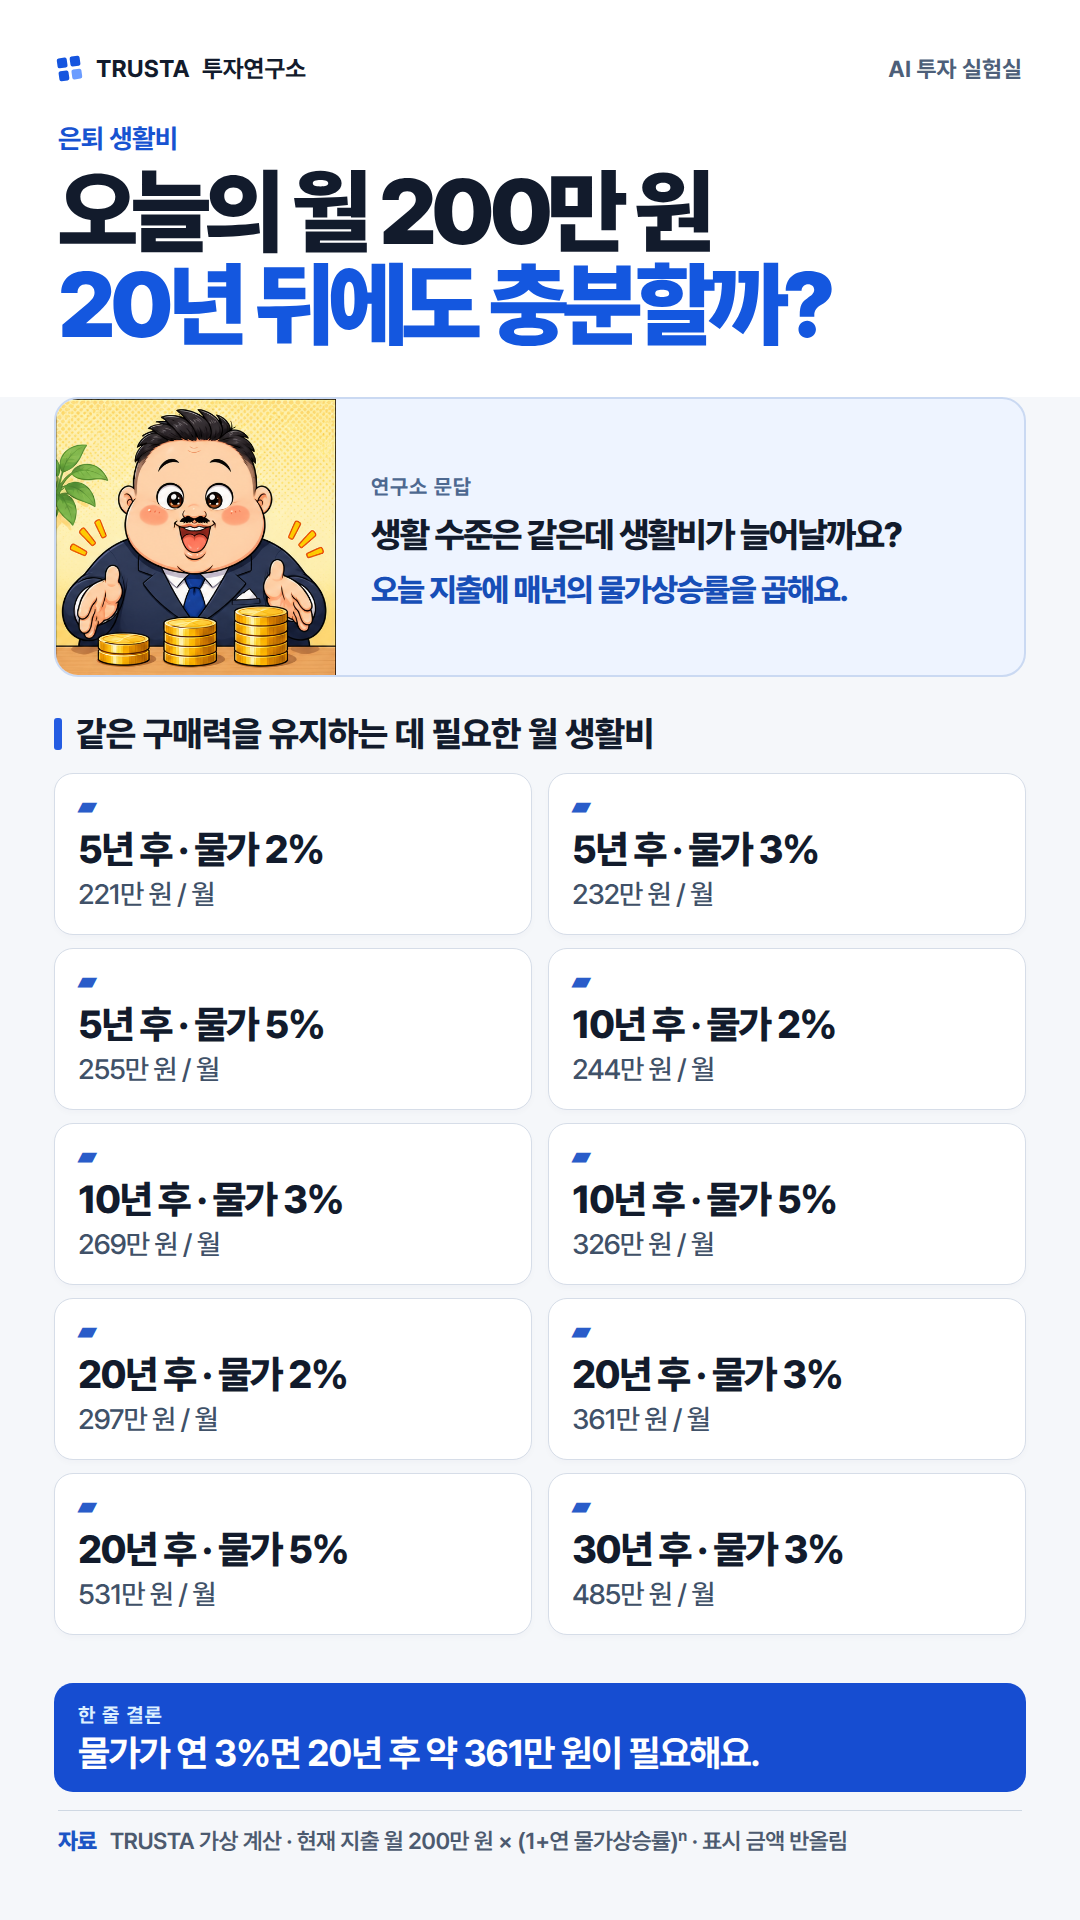 TRUSTA 투자연구소
AI 투자 실험실
은퇴 생활비
오늘의 월 200만 원
20년 뒤에도 충분할까?
연구소 문답
생활 수준은 같은데 생활비가 늘어날까요?
오늘 지출에 매년의 물가상승률을 곱해요.
같은 구매력을 유지하는 데 필요한 월 생활비
5년 후 · 물가 2%
221만 원 / 월
5년 후 · 물가 3%
232만 원 / 월
5년 후 · 물가 5%
255만 원 / 월
10년 후 · 물가 2%
244만 원 / 월
10년 후 · 물가 3%
269만 원 / 월
10년 후 · 물가 5%
326만 원 / 월
20년 후 · 물가 2%
297만 원 / 월
20년 후 · 물가 3%
361만 원 / 월
20년 후 · 물가 5%
531만 원 / 월
30년 후 · 물가 3%
485만 원 / 월
한 줄 결론
물가가 연 3%면 20년 후 약 361만 원이 필요해요.
자료 TRUSTA 가상 계산 · 현재 지출 월 200만 원 × (1+연 물가상승률)ⁿ · 표시 금액 반올림